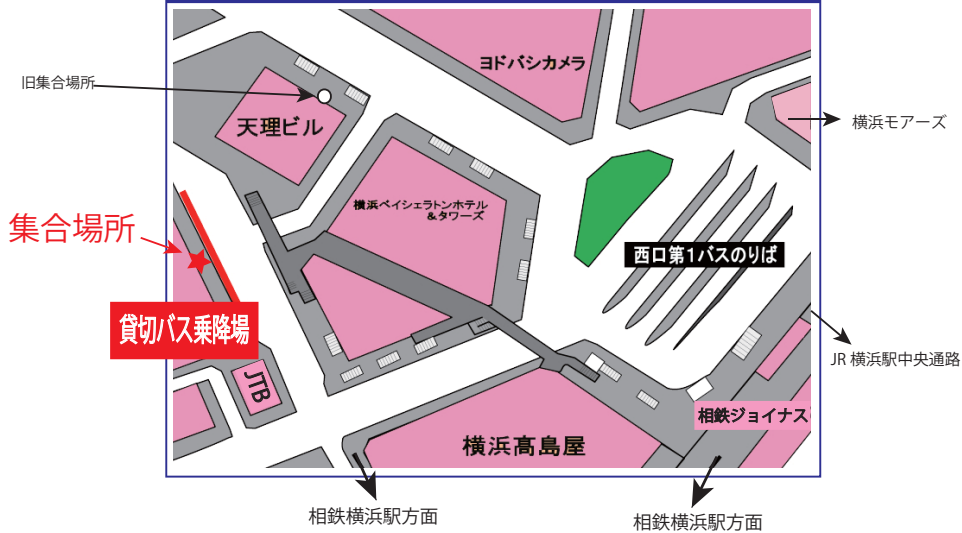 ヨドバシカメラ
旧集合場所
天理ビル
横浜モアーズ
横浜ベイシェラトンホテル
＆タワーズ
集合場所
西口第1バスのりば
貸切バス乗降場
JR 横浜駅中央通路
JTB
相鉄ジョイナス
横浜髙島屋
相鉄横浜駅方面
相鉄横浜駅方面